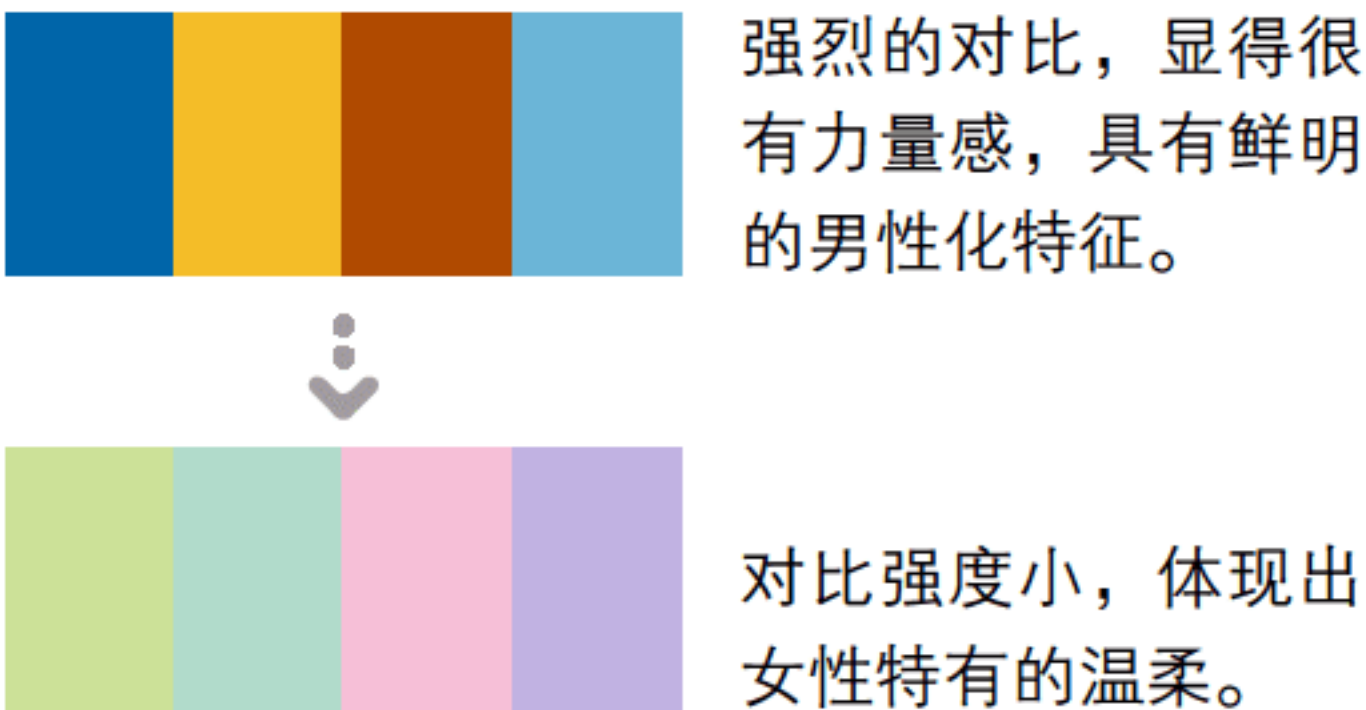 强烈的对比，显得很
有力量感，具有鲜明
的男性化特征。
对比强度小，体现出
女性特有的温柔。